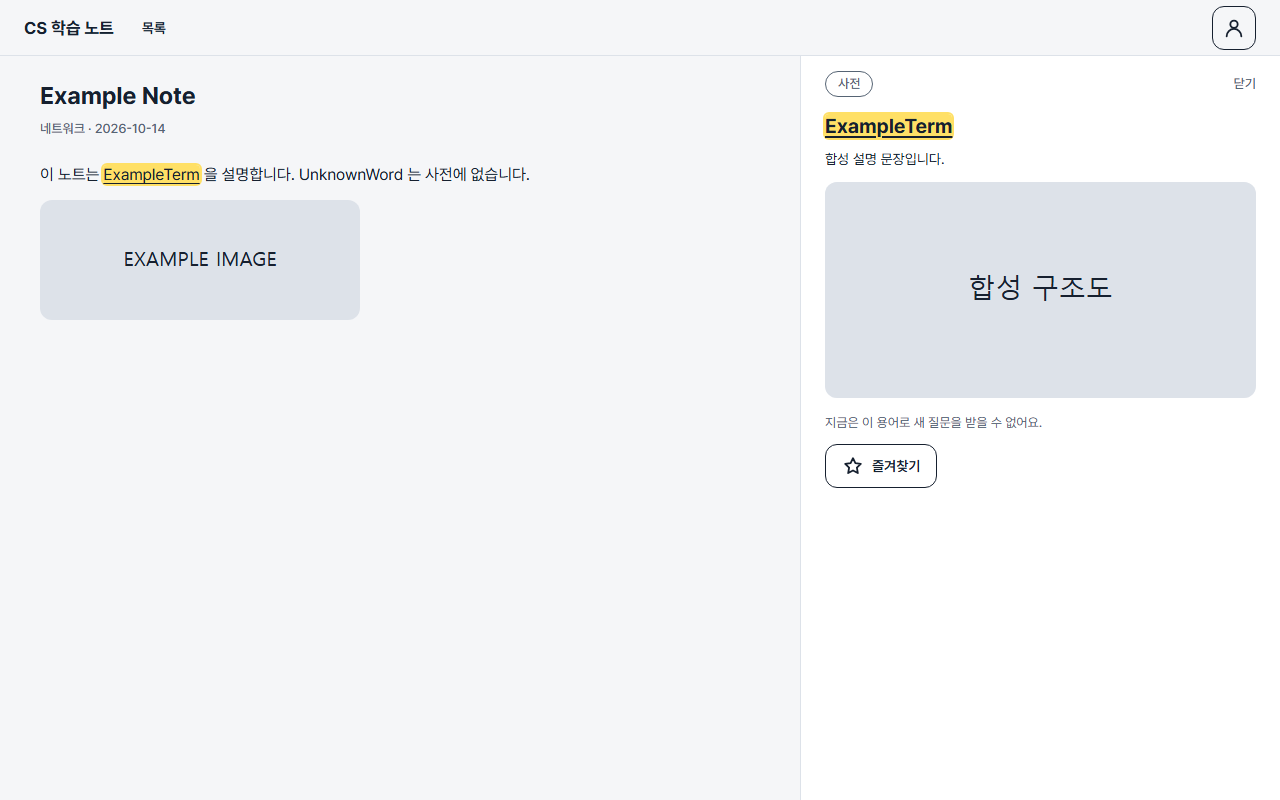 CS 학습 노트
목록
Example Note
네트워크 · 2026-10-14
이 노트는 ExampleTerm 을 설명합니다. UnknownWord 는 사전에 없습니다.
EXAMPLE IMAGE
사전
닫기
ExampleTerm
합성 설명 문장입니다.
합성 구조도
지금은 이 용어로 새 질문을 받을 수 없어요.
즐겨찾기